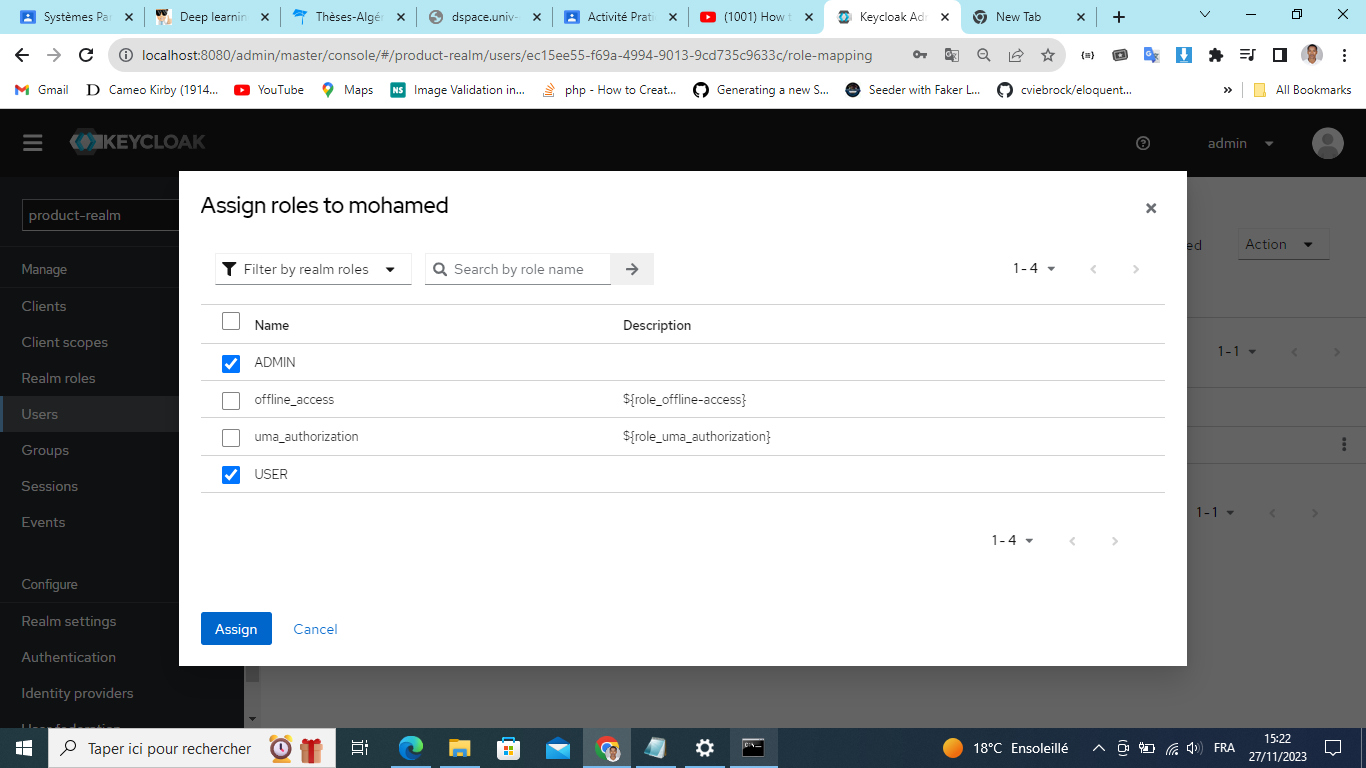 Systèmes Par
Deep learnin
Thèses-Algé
dspace.univ-
Activité Prati
(1001) How t
Keycloak Adr
New Tab
localhost:8080/admin/master/console/#/product-realm/users/ec15ee55-f69a-4994-9013-9cd735c9633c/role-mapping
Gmail
Cameo Kirby (1914...
YouTube
Maps
NS
Image Validation in...
php - How to Creat...
Generating a new S...
Seeder with Faker L...
cviebrock/eloquent...
»
All Bookmarks
KEYCLOAK
admin
product-realm
Manage
Clients
Client scopes
Realm roles
Users
Groups
Sessions
Events
Configure
Realm settings
Authentication
Identity providers
User federation
Assign roles to mohamed
Filter by realm roles
Search by role name
1 - 4
Name
Description
ADMIN
offline_access
${role_offline-access}
uma_authorization
${role_uma_authorization}
USER
1 - 4
Assign
Cancel
ed
Action
1 - 1
1 - 1
Taper ici pour rechercher
18°C Ensoleillé
FRA
15:22
27/11/2023